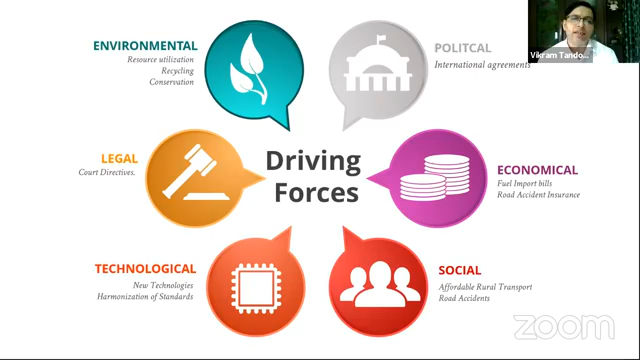 ENVIRONMENTAL
Resource utilization
Recycling
Conservation
POLITCAL
International agreements
Vikram Tando...
LEGAL
Court Directives.
Driving
Forces
ECONOMICAL
Fuel Import bills
Road Accident Insurance
TECHNOLOGICAL
New Technologies
Harmonization of Standards
SOCIAL
Affordable Rural Transport
Road Accidents
zoom